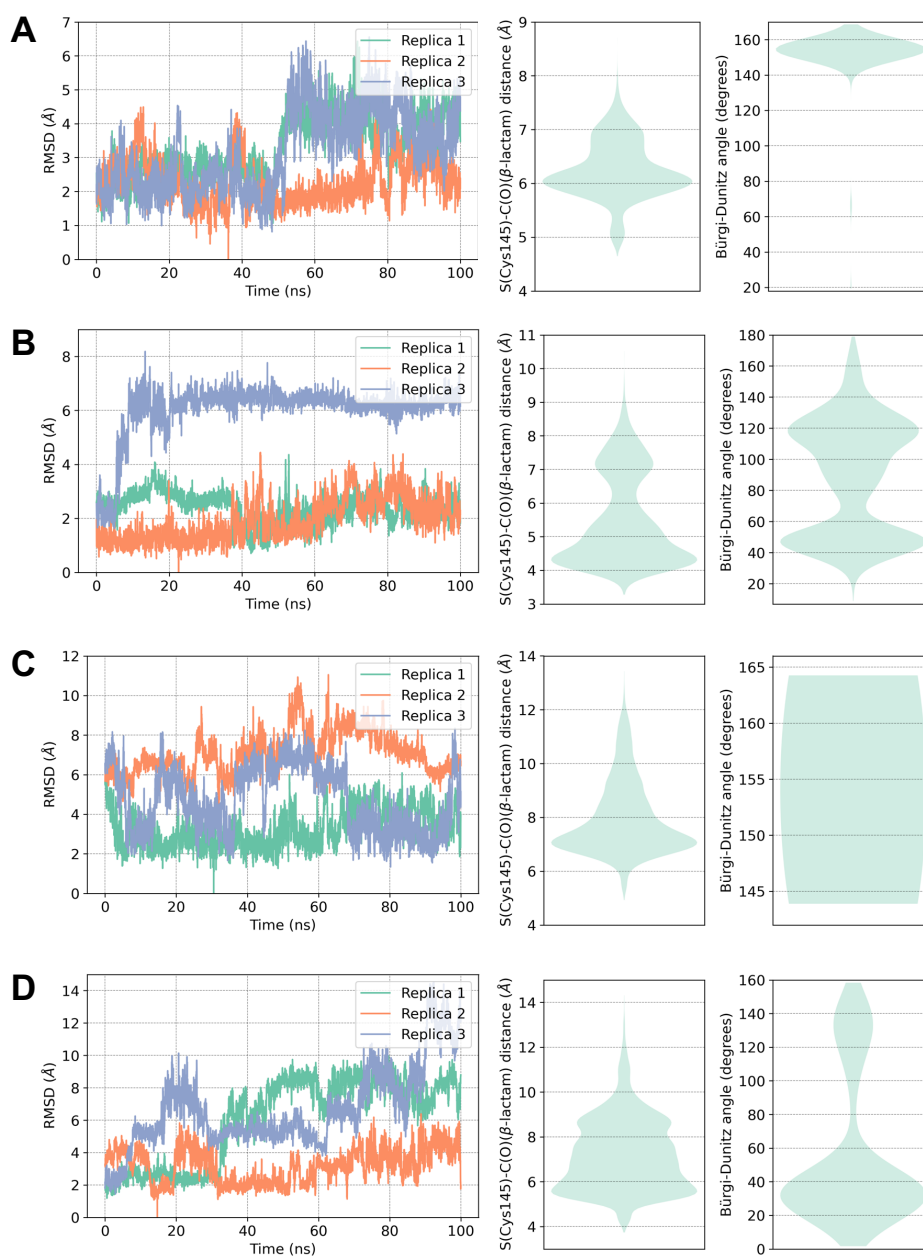 A
RMSD (Å)
7
6
5
4
3
2
1
0
0 20 40 60 80 100
Time (ns)
Replica 1
Replica 2
Replica 3
S(Cys145)-C(O)(β-lactam) distance (Å)
9
8
7
6
5
4
Bürgi-Dunitz angle (degrees)
160
140
120
100
80
60
40
20
B
RMSD (Å)
8
6
4
2
0
0 20 40 60 80 100
Time (ns)
Replica 1
Replica 2
Replica 3
S(Cys145)-C(O)(β-lactam) distance (Å)
11
10
9
8
7
6
5
4
3
Bürgi-Dunitz angle (degrees)
180
160
140
120
100
80
60
40
20
C
RMSD (Å)
12
10
8
6
4
2
0
0 20 40 60 80 100
Time (ns)
Replica 1
Replica 2
Replica 3
S(Cys145)-C(O)(β-lactam) distance (Å)
14
12
10
8
6
4
Bürgi-Dunitz angle (degrees)
165
160
155
150
145
D
RMSD (Å)
14
12
10
8
6
4
2
0
0 20 40 60 80 100
Time (ns)
Replica 1
Replica 2
Replica 3
S(Cys145)-C(O)(β-lactam) distance (Å)
14
12
10
8
6
4
Bürgi-Dunitz angle (degrees)
160
140
120
100
80
60
40
20
0